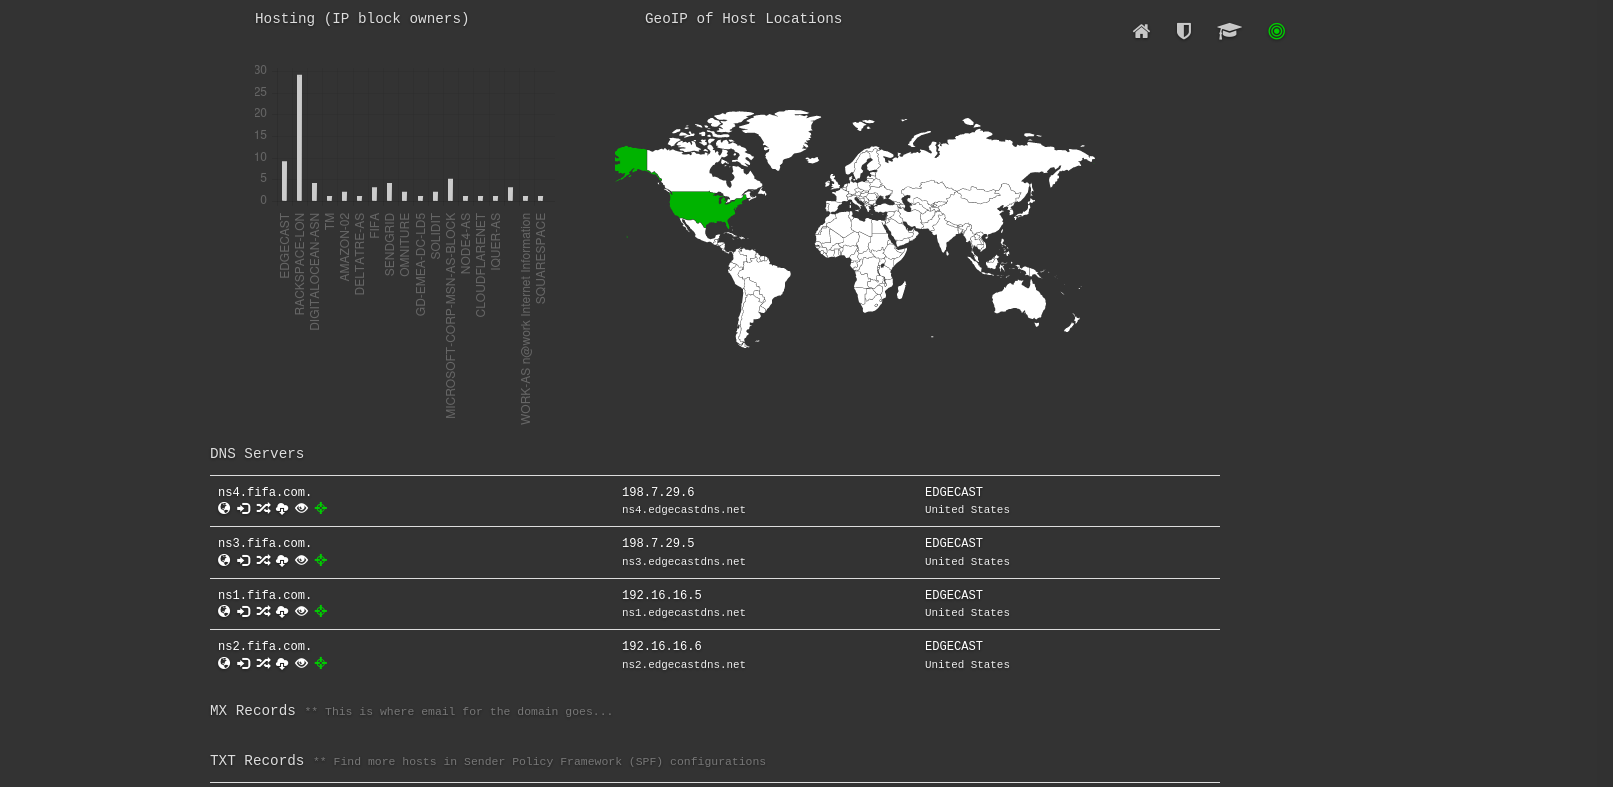 Hosting (IP block owners)
GeoIP of Host Locations
30
25
20
15
10
5
0
EDGECAST
RACKSPACE-LON
DIGITALOCEAN-ASN
TM
AMAZON-02
DELTATRE-AS
FIFA
SENDGRID
OMNITURE
GD-EMEA-DC-LD5
SOLIDIT
MICROSOFT-CORP-MSN-AS-BLOCK
NODE4-AS
CLOUDFLARENET
IQUER-AS
WORK-AS n@work Internet Information
SQUARESPACE
DNS Servers
ns4.fifa.com. 198.7.29.6 EDGECAST
ns4.edgecastdns.net United States
ns3.fifa.com. 198.7.29.5 EDGECAST
ns3.edgecastdns.net United States
ns1.fifa.com. 192.16.16.5 EDGECAST
ns1.edgecastdns.net United States
ns2.fifa.com. 192.16.16.6 EDGECAST
ns2.edgecastdns.net United States
MX Records ** This is where email for the domain goes...
TXT Records ** Find more hosts in Sender Policy Framework (SPF) configurations